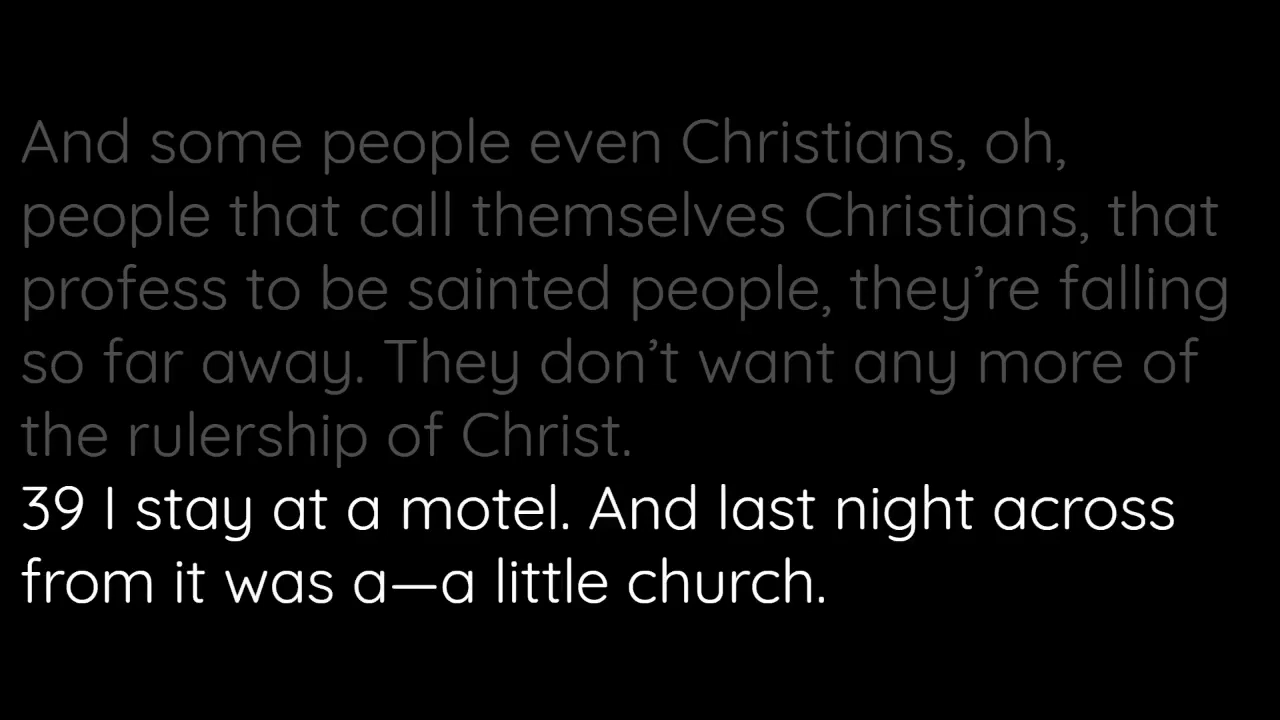 And some people even Christians, oh,
people that call themselves Christians, that
profess to be sainted people, they’re falling
so far away. They don’t want any more of
the rulership of Christ.
39 I stay at a motel. And last night across
from it was a—a little church.